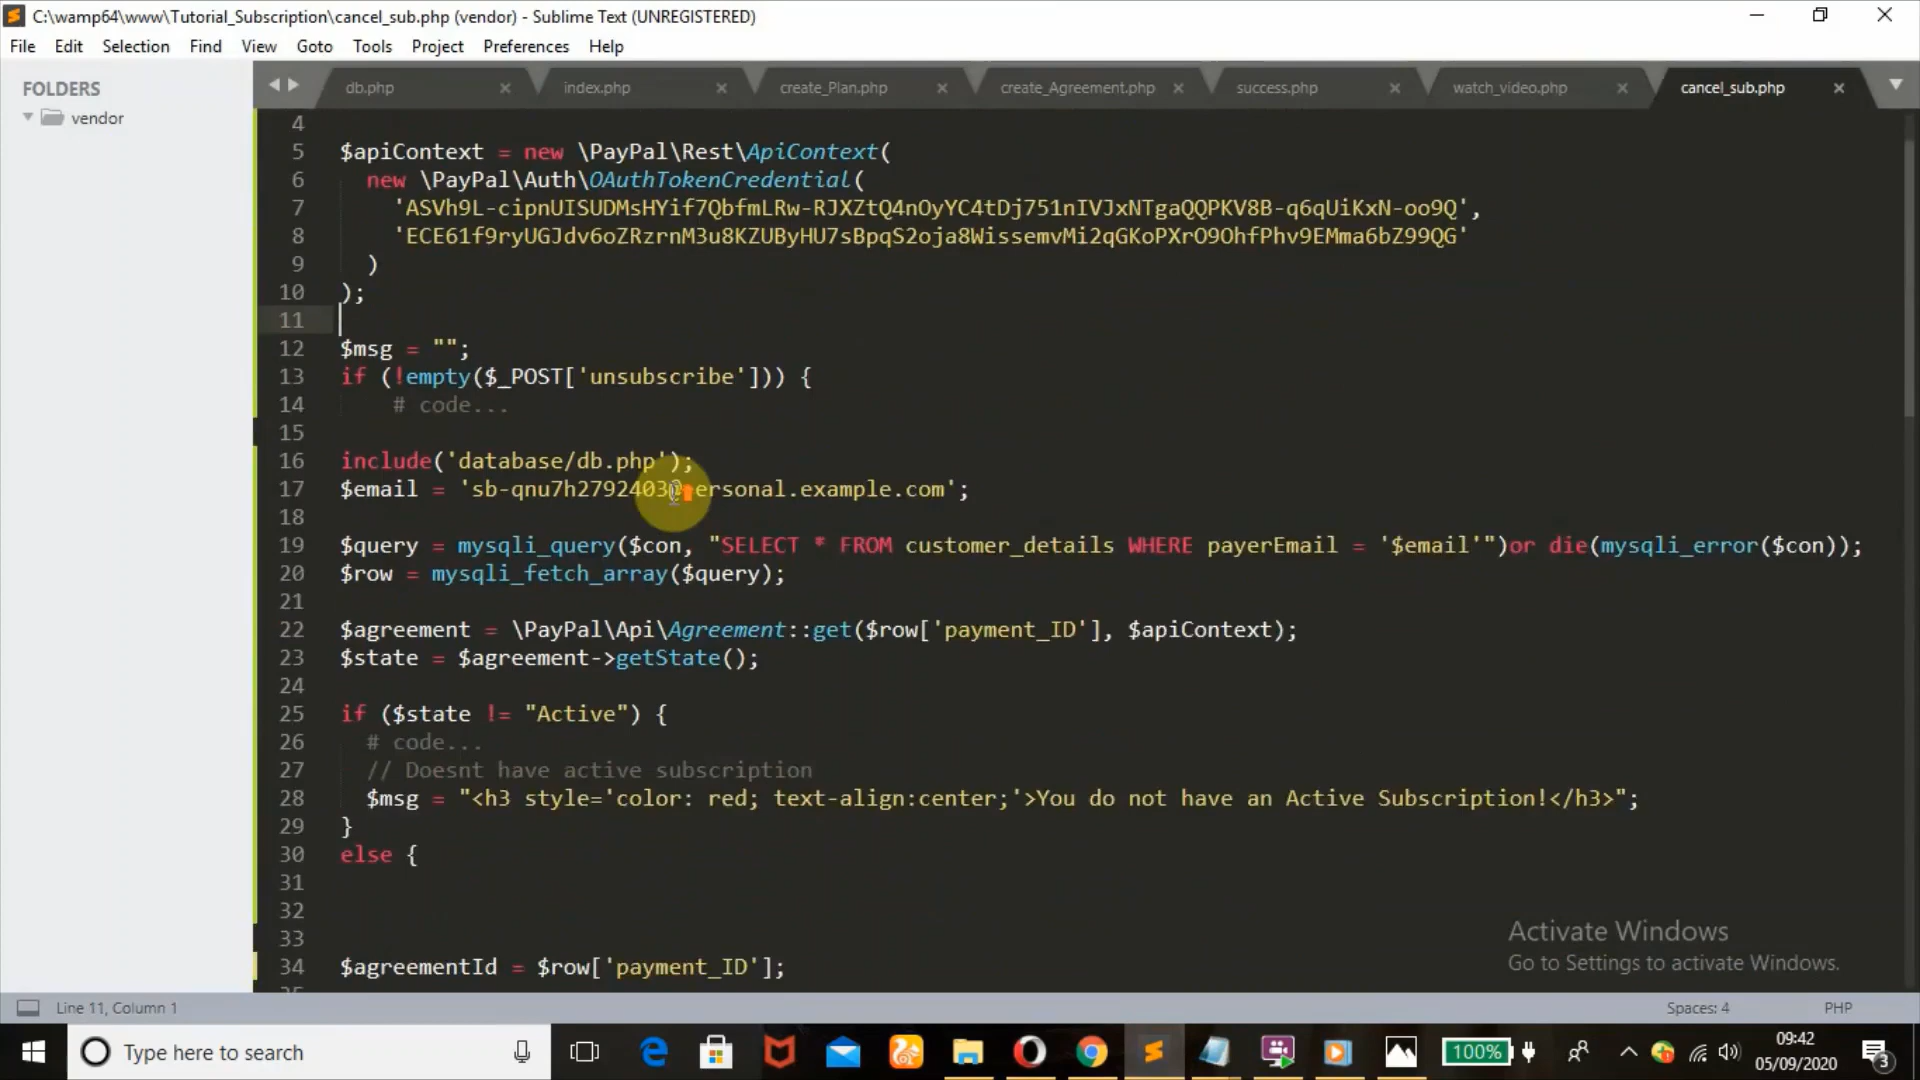 C:\wamp64\www\Tutorial_Subscription\cancel_sub.php (vendor) - Sublime Text (UNREGISTERED)
File Edit Selection Find View Goto Tools Project Preferences Help
FOLDERS
vendor
db.php index.php create_Plan.php create_Agreement.php success.php watch_video.php cancel_sub.php
4
5 $apiContext = new \PayPal\Rest\ApiContext(
6 new \PayPal\Auth\OAuthTokenCredential(
7 'ASVh9L-cipnUISUDMsHYif7QbfmLRw-RJXZtQ4nOyYC4tDj751nIVJxNTgaQQPKV8B-q6qUiKxN-oo9Q',
8 'ECE61f9ryUGJdv6oZRzrnM3u8KZUByHU7sBpqS2oja8WissemvMi2qGKoPXrO9OhfPhv9EMma6bZ99QG'
9 )
10 );
11
12 $msg = "";
13 if (!empty($_POST['unsubscribe'])) {
14 # code...
15
16 include('database/db.php');
17 $email = 'sb-qnu7h2792403@personal.example.com';
18
19 $query = mysqli_query($con, "SELECT * FROM customer_details WHERE payerEmail = '$email'")or die(mysqli_error($con));
20 $row = mysqli_fetch_array($query);
21
22 $agreement = \PayPal\Api\Agreement::get($row['payment_ID'], $apiContext);
23 $state = $agreement->getState();
24
25 if ($state != "Active") {
26 # code...
27 // Doesnt have active subscription
28 $msg = "<h3 style='color: red; text-align:center;'>You do not have an Active Subscription!</h3>";
29 }
30 else {
31
32
33
34 $agreementId = $row['payment_ID'];
Activate Windows
Go to Settings to activate Windows.
Line 11, Column 1 Spaces: 4 PHP
Type here to search 100% 09:42
05/09/2020 3